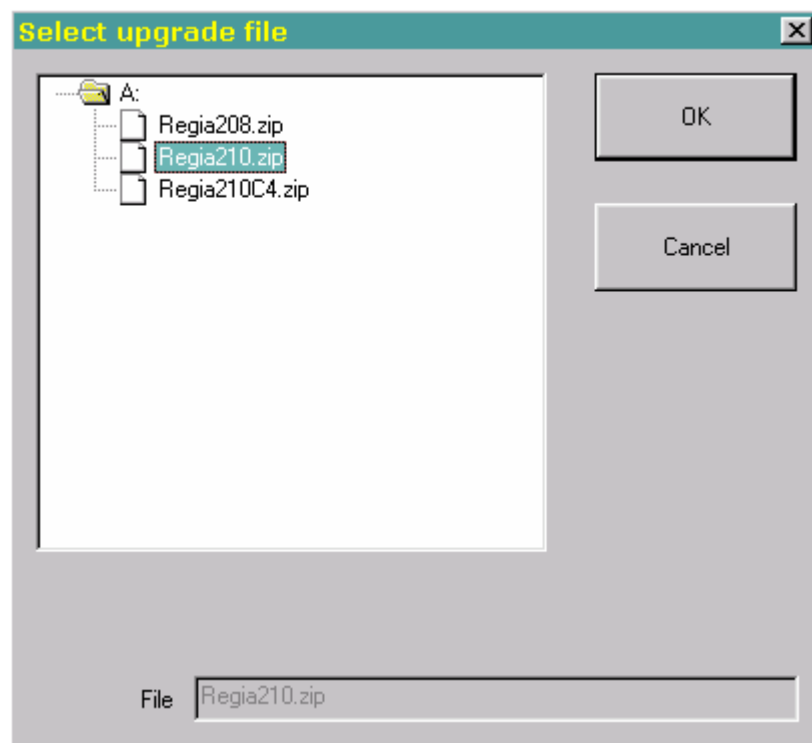 Select upgrade file
A:
Regia208.zip
Regia210.zip
Regia210C4.zip
OK
Cancel
File Regia210.zip